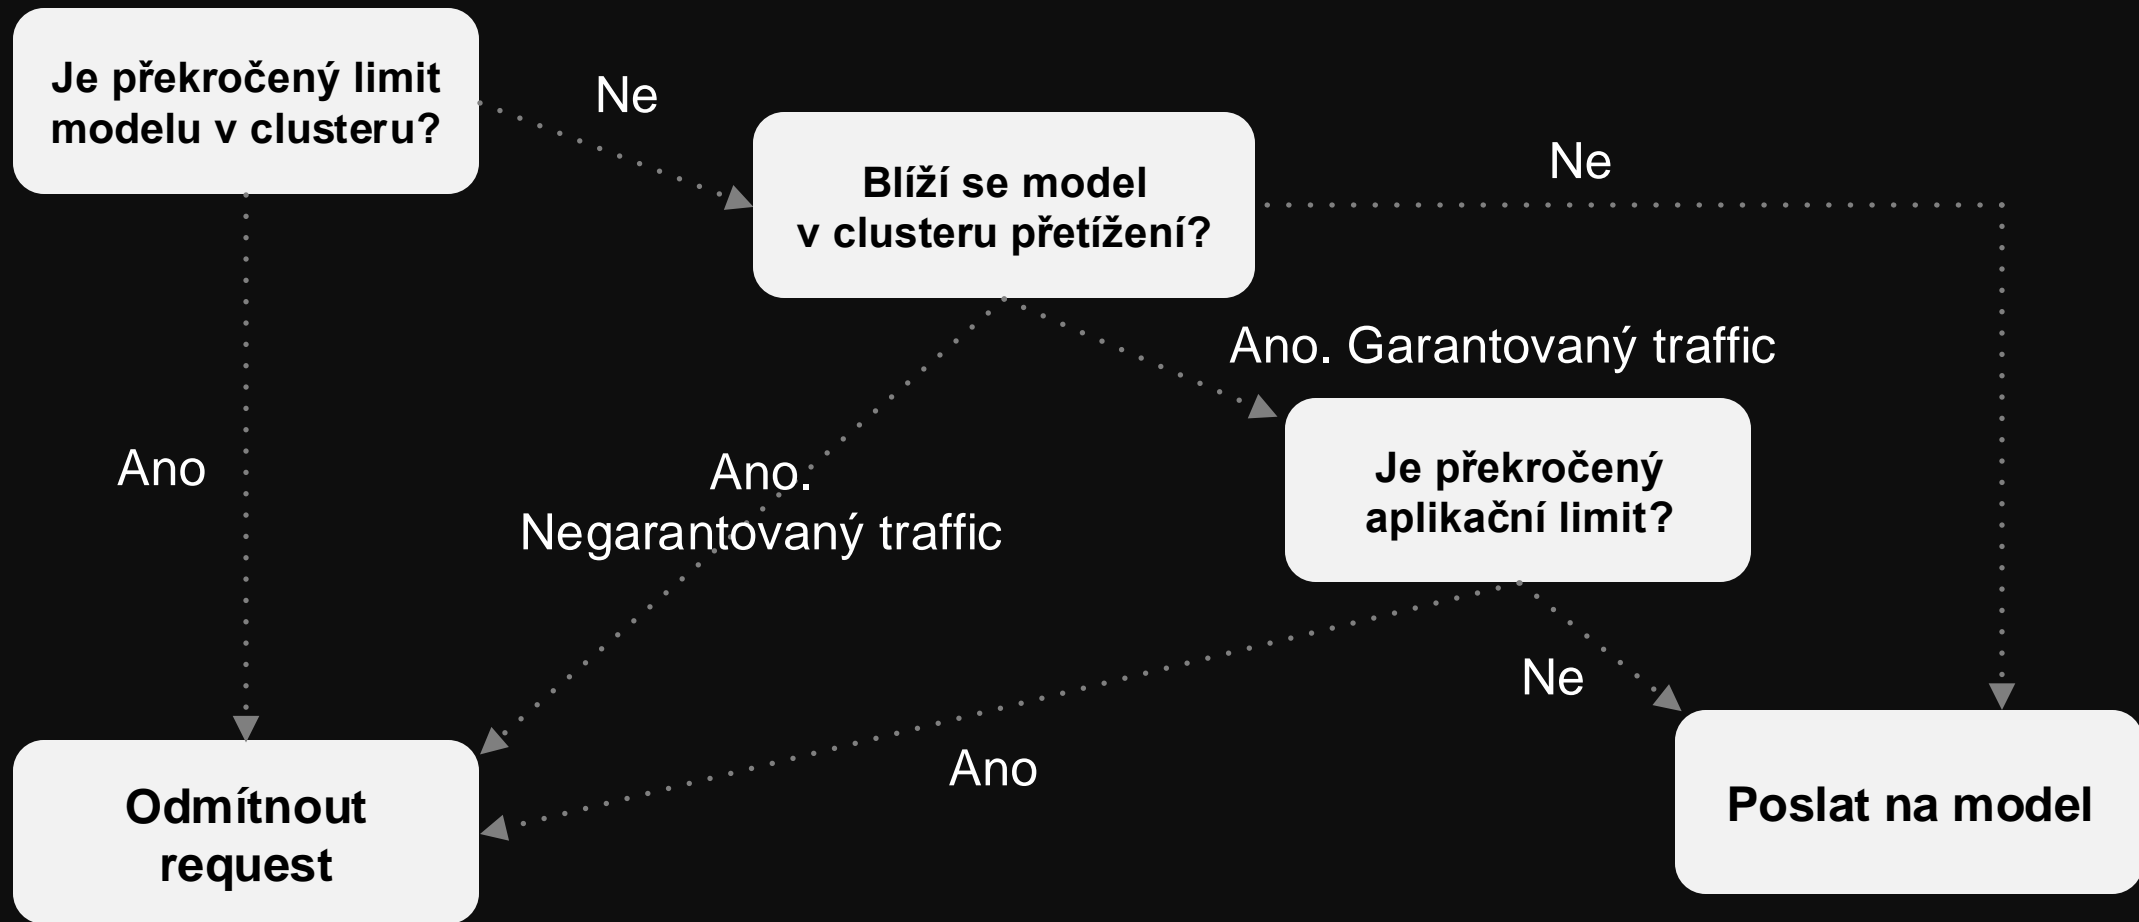 Je překročený limit
modelu v clusteru?
Ne
Blíží se model
v clusteru přetížení?
Ne
Ano. Garantovaný traffic
Ano
Ano.
Negarantovaný traffic
Je překročený
aplikační limit?
Ne
Ano
Odmítnout
request
Poslat na model